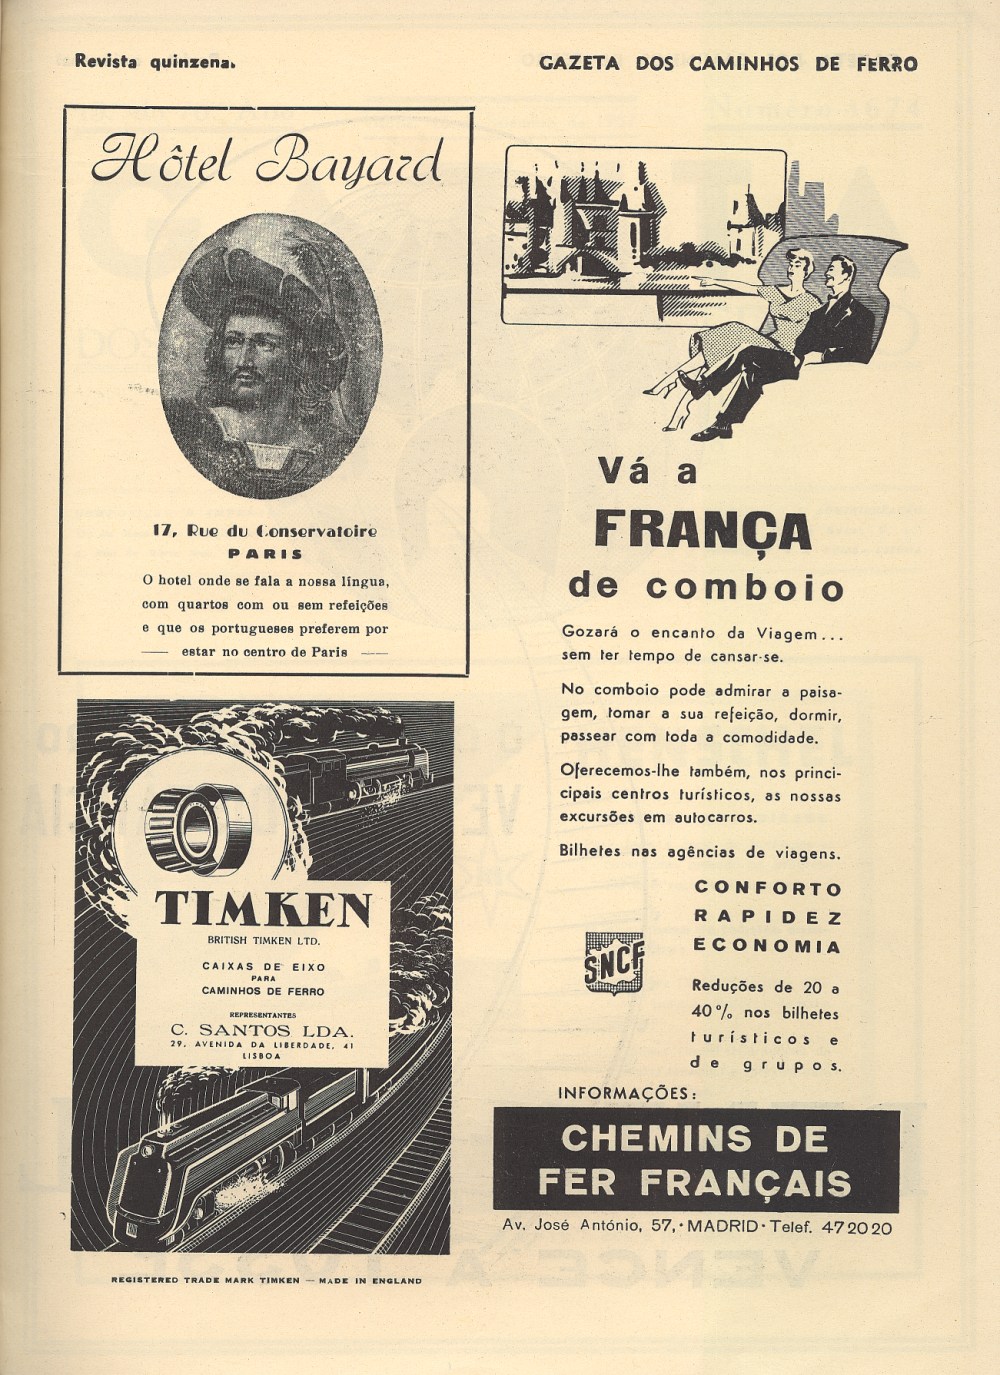 Revista quinzenal
GAZETA DOS CAMINHOS DE FERRO
Hôtel Bayard
17, Rue du Conservatoire
PARIS
O hotel onde se fala a nossa língua,
com quartos com ou sem refeições
e que os portugueses preferem por
estar no centro de Paris
TIMKEN
BRITISH TIMKEN LTD.
CAIXAS DE EIXO
PARA
CAMINHOS DE FERRO
REPRESENTANTES
C. SANTOS LDA.
29, AVENIDA DA LIBERDADE, 41
LISBOA
REGISTERED TRADE MARK TIMKEN — MADE IN ENGLAND
Vá a
FRANÇA
de comboio
Gozará o encanto da Viagem...
sem ter tempo de cansar-se.
No comboio pode admirar a paisa-
gem, tomar a sua refeição, dormir,
passear com toda a comodidade.
Oferecemos-lhe também, nos princi-
cipais centros turísticos, as nossas
excursões em autocarros.
Bilhetes nas agências de viagens.
CONFORTO
RAPIDEZ
ECONOMIA
SNCF
Reduções de 20 a
40% nos bilhetes
turísticos e
de grupos.
INFORMAÇÕES:
CHEMINS DE
FER FRANÇAIS
Av. José António, 57,·MADRID·Telef. 472020